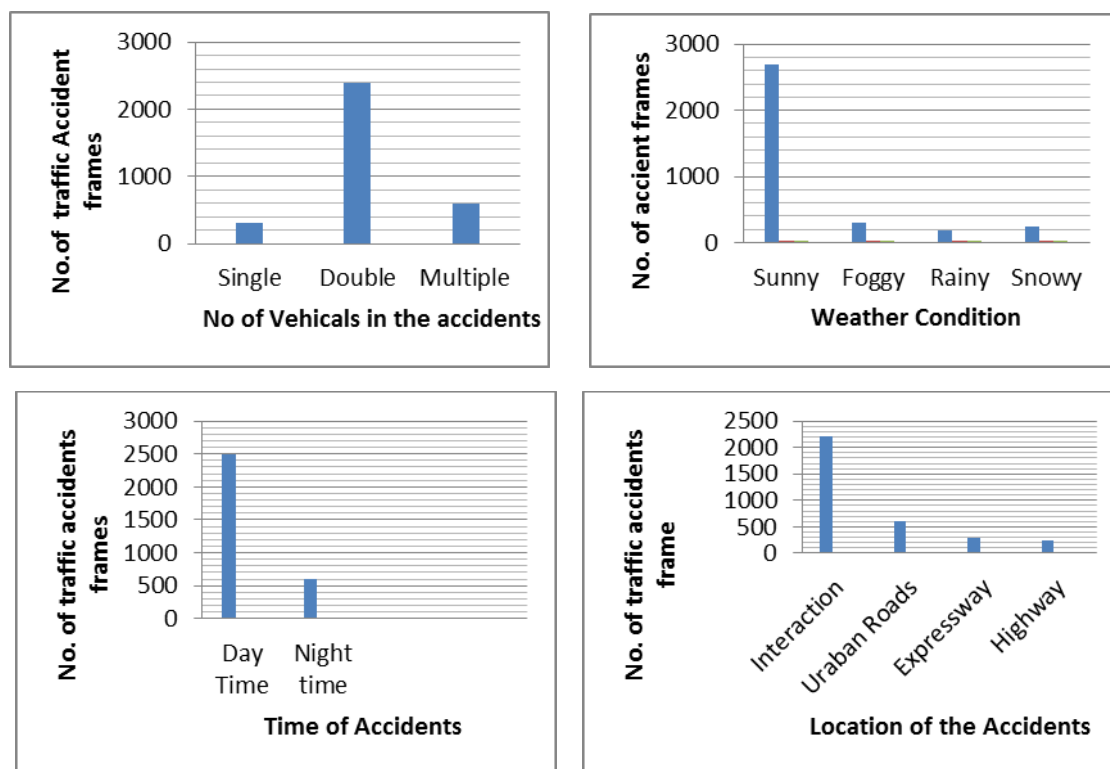 No.of traffic Accident
frames
3000
2000
1000
0
Single Double Multiple
No of Vehicals in the accidents
No. of accient frames
3000
2000
1000
0
Sunny Foggy Rainy Snowy
Weather Condition
No. of traffic accidents
frames
3000
2500
2000
1500
1000
500
0
Day Time
Night time
Time of Accidents
No. of traffic accidents
frame
2500
2000
1500
1000
500
0
Interaction
Uraban Roads
Expressway
Highway
Location of the Accidents